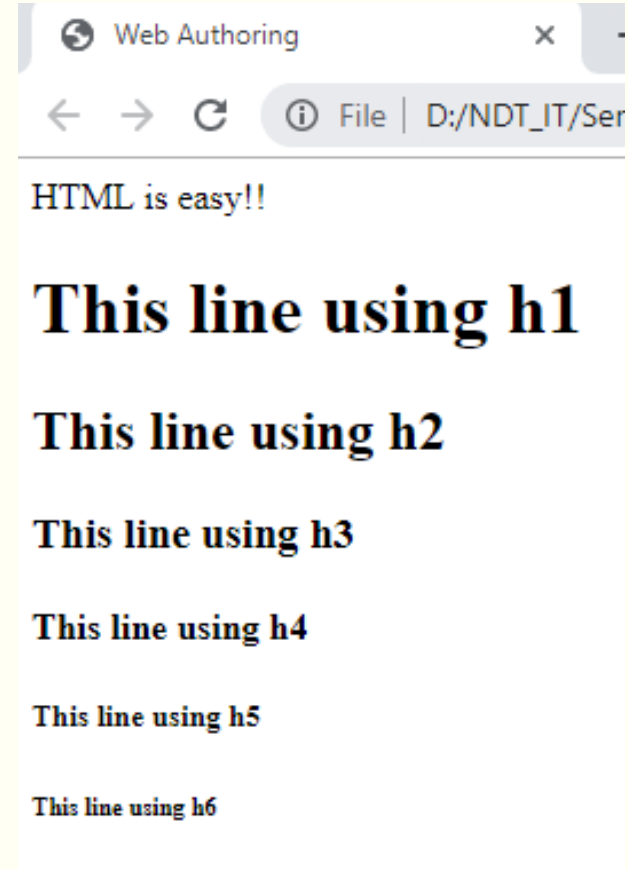 Web Authoring
File | D:/NDT_IT/Ser
HTML is easy!!
This line using h1
This line using h2
This line using h3
This line using h4
This line using h5
This line using h6